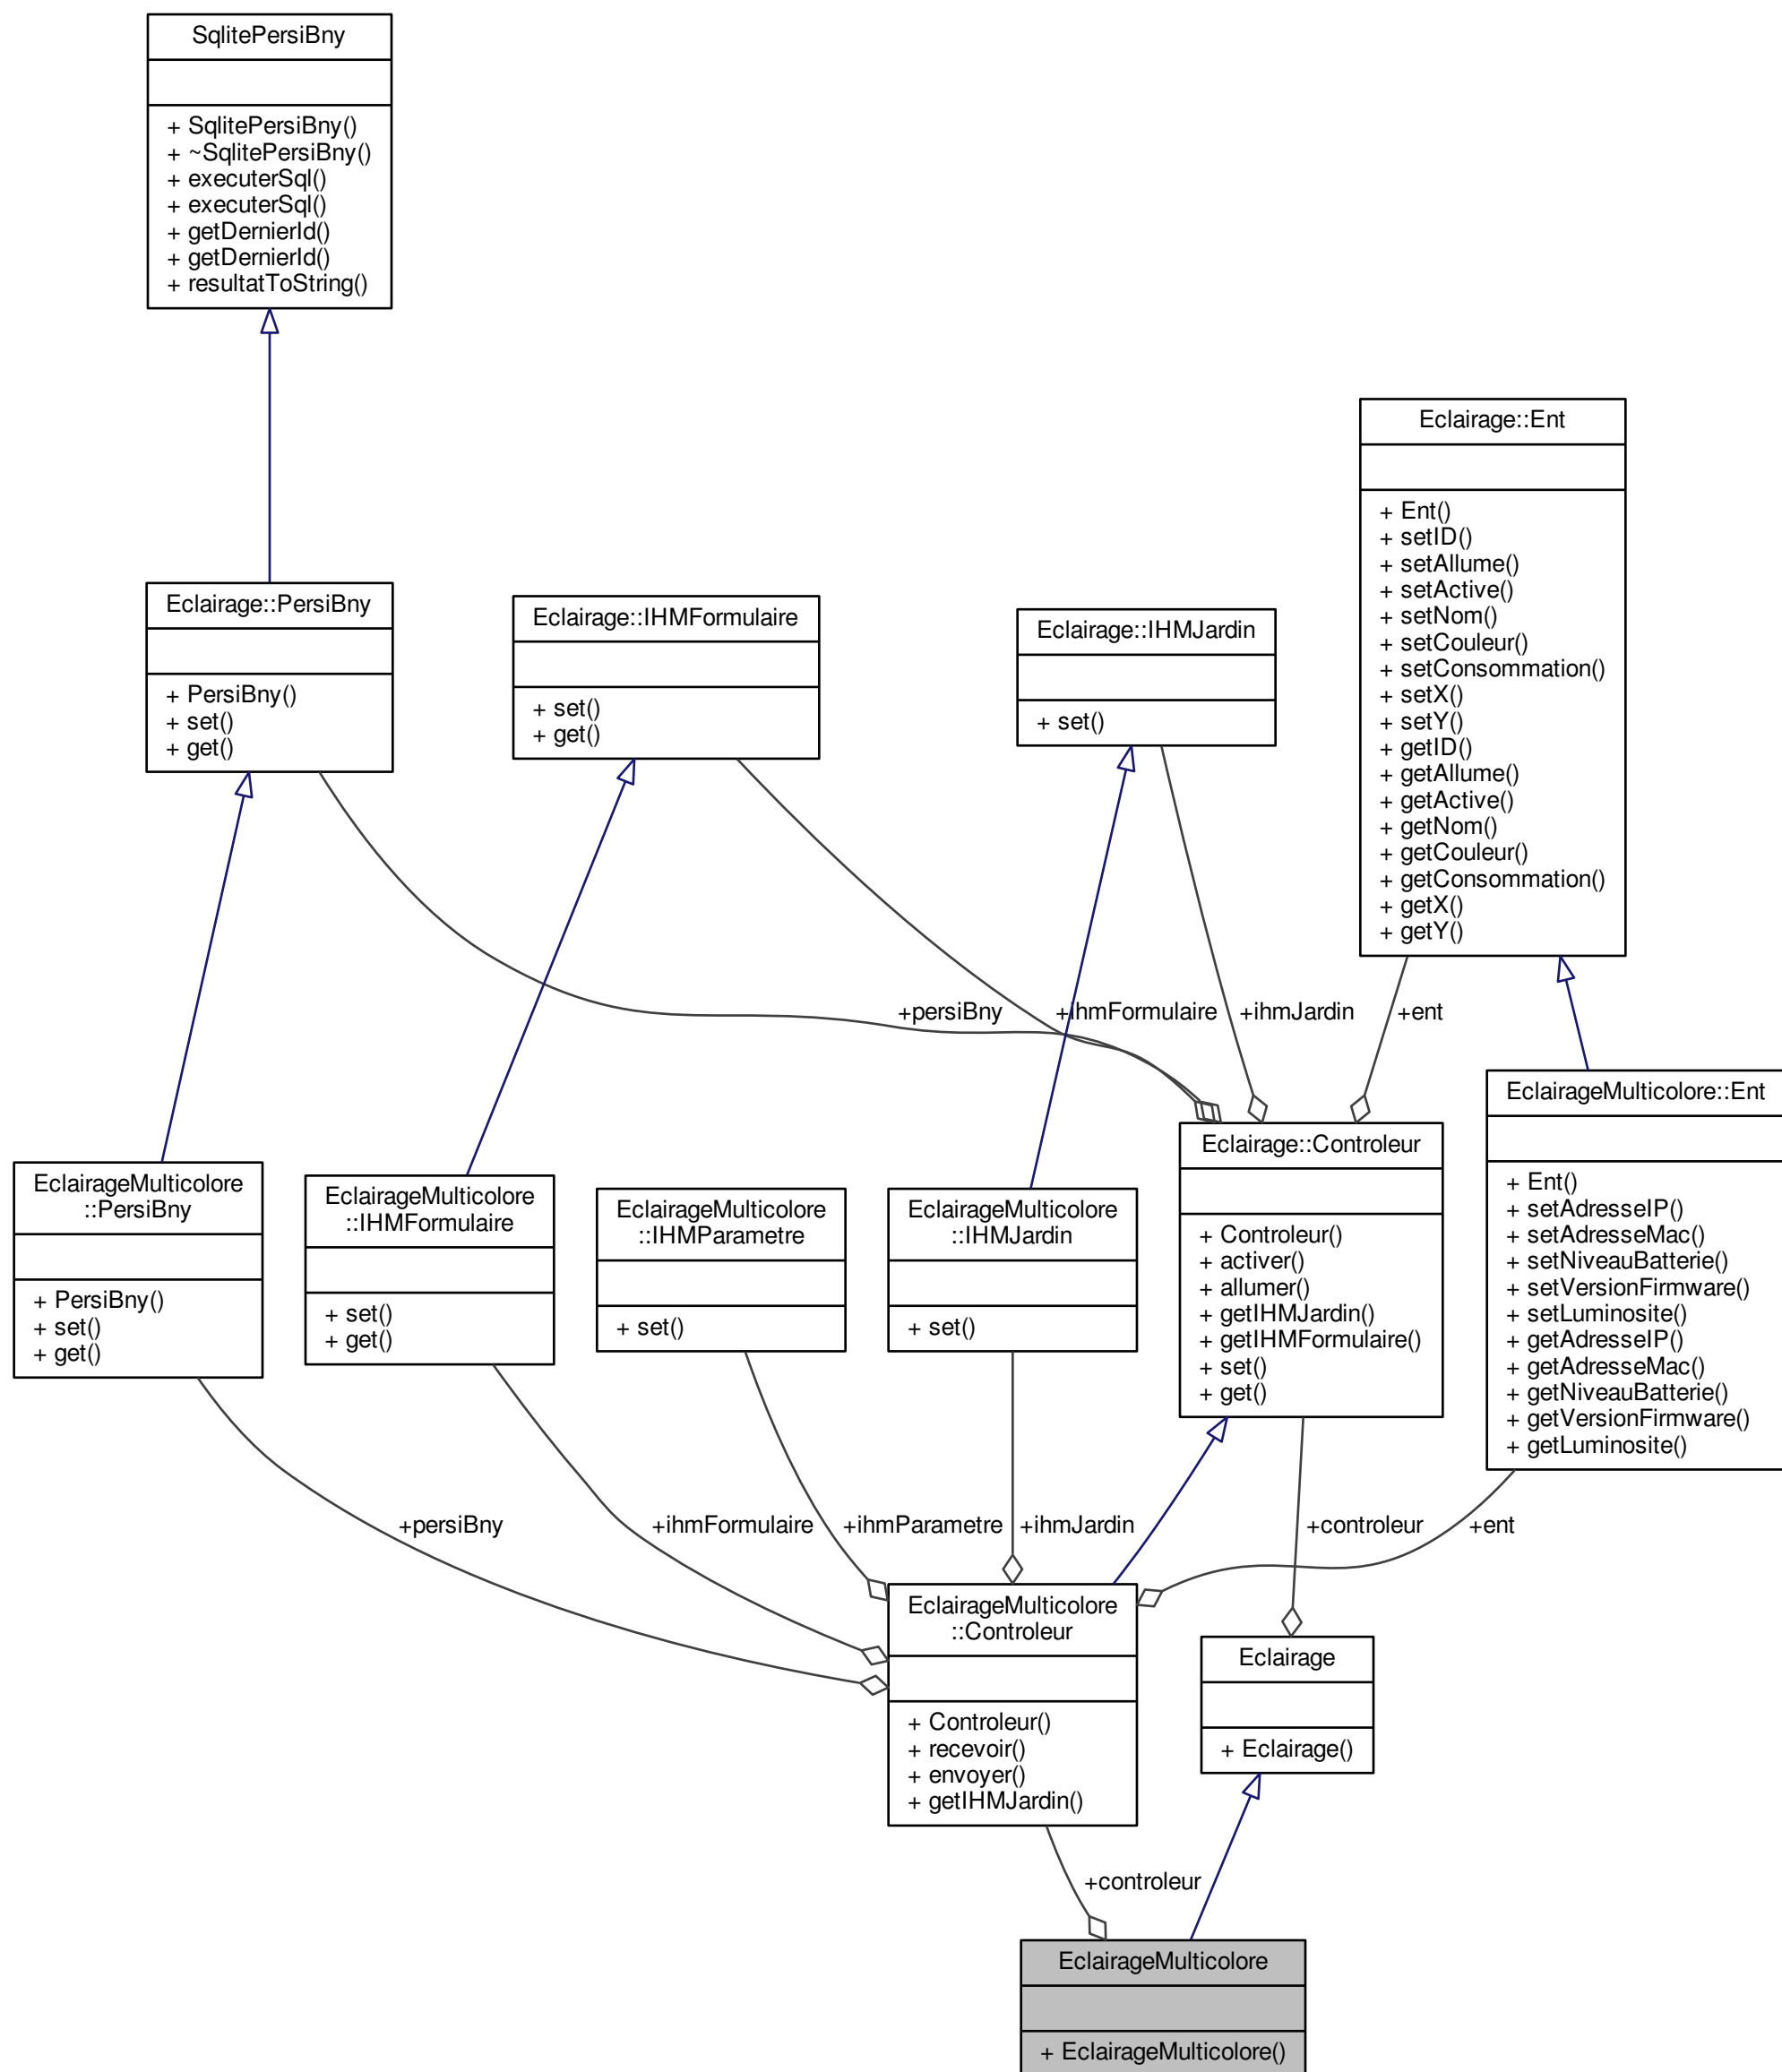 SqlitePersiBny
+ SqlitePersiBny()
+ ~SqlitePersiBny()
+ executerSql()
+ executerSql()
+ getDernierId()
+ getDernierId()
+ resultatToString()
Eclairage::Ent
+ Ent()
+ setID()
+ setAllume()
+ setActive()
+ setNom()
+ setCouleur()
+ setConsommation()
+ setX()
+ setY()
+ getID()
+ getAllume()
+ getActive()
+ getNom()
+ getCouleur()
+ getConsommation()
+ getX()
+ getY()
Eclairage::PersiBny
+ PersiBny()
+ set()
+ get()
Eclairage::IHMFormulaire
+ set()
+ get()
Eclairage::IHMJardin
+ set()
+persiBny
+ihmFormulaire
+ihmJardin
+ent
EclairageMulticolore
::PersiBny
+ PersiBny()
+ set()
+ get()
EclairageMulticolore
::IHMFormulaire
+ set()
+ get()
EclairageMulticolore
::IHMParametre
+ set()
EclairageMulticolore
::IHMJardin
+ set()
Eclairage::Controleur
+ Controleur()
+ activer()
+ allumer()
+ getIHMJardin()
+ getIHMFormulaire()
+ set()
+ get()
EclairageMulticolore::Ent
+ Ent()
+ setAdresseIP()
+ setAdresseMac()
+ setNiveauBatterie()
+ setVersionFirmware()
+ setLuminosite()
+ getAdresseIP()
+ getAdresseMac()
+ getNiveauBatterie()
+ getVersionFirmware()
+ getLuminosite()
+persiBny
+ihmFormulaire
+ihmParametre
+ihmJardin
+controleur
+ent
EclairageMulticolore
::Controleur
+ Controleur()
+ recevoir()
+ envoyer()
+ getIHMJardin()
Eclairage
+ Eclairage()
+controleur
EclairageMulticolore
+ EclairageMulticolore()